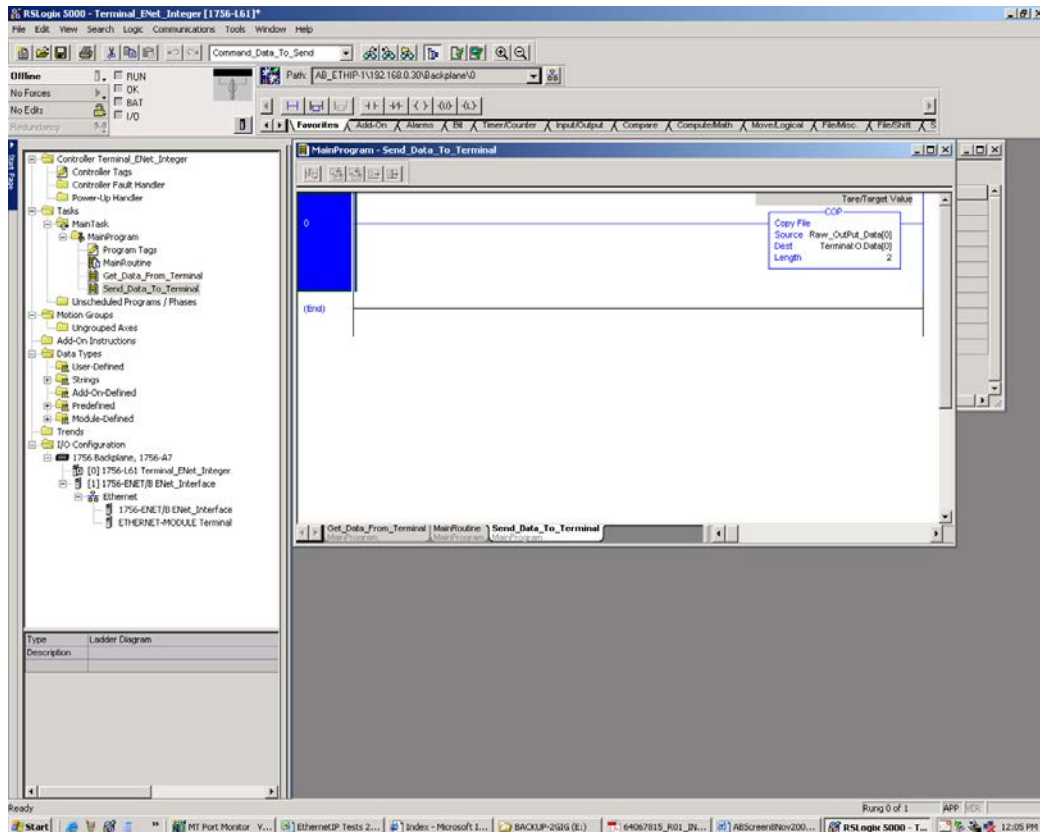 RSLogix 5000 - Terminal_ENet_Integer [1756-L61]*
File Edit View Search Logic Communications Tools Window Help
Command_Data_To_Send
Offline RUN
No Forces OK
No Edits BAT
Redundancy I/O
Path: AB_ETHIP-1\192.168.0.30\Backplane\0
Favorites Add-On Alarms Bit Timer/Counter Input/Output Compare Compute/Math Move/Logical File/Misc. File/Shift S
Start Page
Controller Terminal_ENet_Integer
Controller Tags
Controller Fault Handler
Power-Up Handler
Tasks
MainTask
MainProgram
Program Tags
MainRoutine
Get_Data_From_Terminal
Send_Data_To_Terminal
Unscheduled Programs / Phases
Motion Groups
Ungrouped Axes
Add-On Instructions
Data Types
User-Defined
Strings
Add-On-Defined
Predefined
Module-Defined
Trends
I/O Configuration
1756 Backplane, 1756-A7
[0] 1756-L61 Terminal_ENet_Integer
[1] 1756-ENET/B ENet_Interface
Ethernet
1756-ENET/B ENet_Interface
ETHERNET-MODULE Terminal
Type Ladder Diagram
Description
MainProgram - Send_Data_To_Terminal
Tare/Target Value
COP
0
Copy File
Source Raw_OutPut_Data[0]
Dest Terminal:O.Data[0]
Length 2
(End)
Get_Data_From_Terminal MainRoutine Send_Data_To_Terminal
MainProgram MainProgram MainProgram
Ready Rung 0 of 1 APP VER
Start MT Port Monitor V... EthernetIP Tests 2... Index - Microsoft I... BACKUP-2GIG (E:) 64067815_R01_IN... ABScreen8Nov200... RSLogix 5000 - T... 12:05 PM